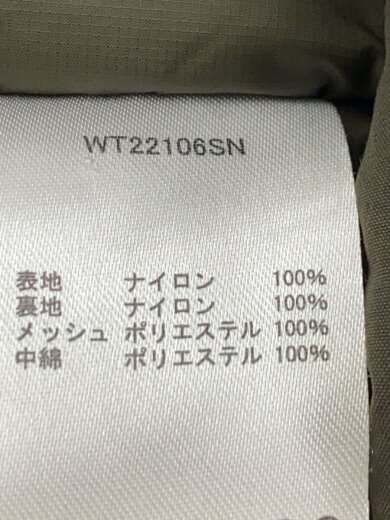 WT22106SN
表地 ナイロン 100%
裏地 ナイロン 100%
メッシュ ポリエステル 100%
中綿 ポリエステル 100%